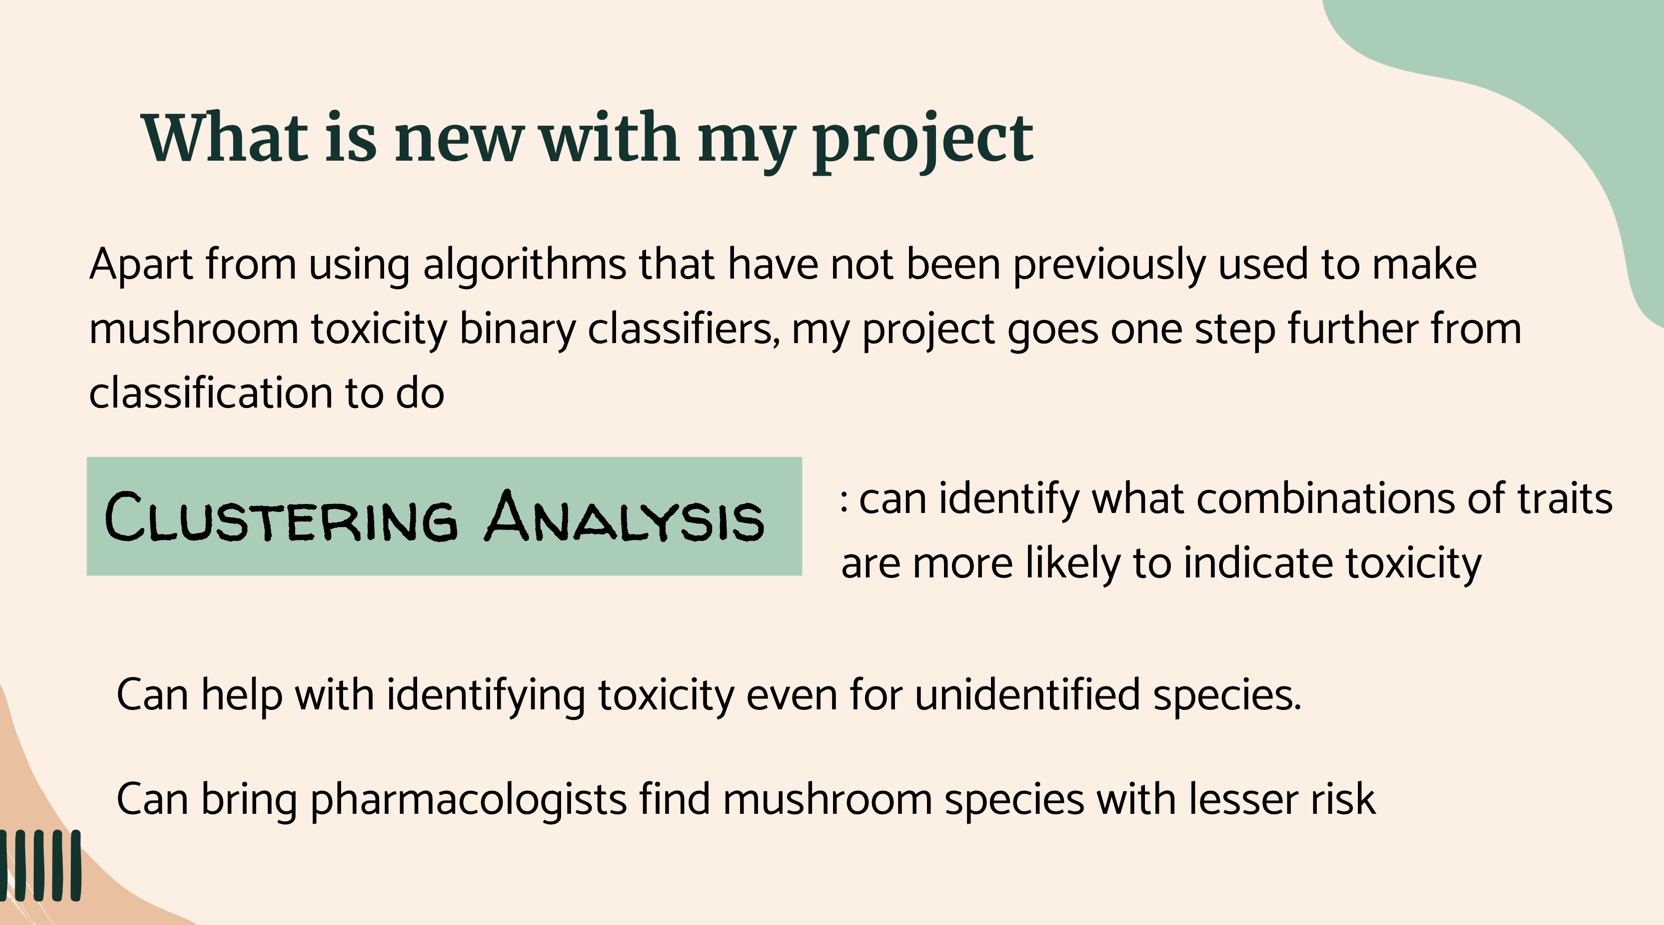 What is new with my project
Apart from using algorithms that have not been previously used to make
mushroom toxicity binary classifiers, my project goes one step further from
classification to do
Clustering Analysis
: can identify what combinations of traits
are more likely to indicate toxicity
Can help with identifying toxicity even for unidentified species.
Can bring pharmacologists find mushroom species with lesser risk